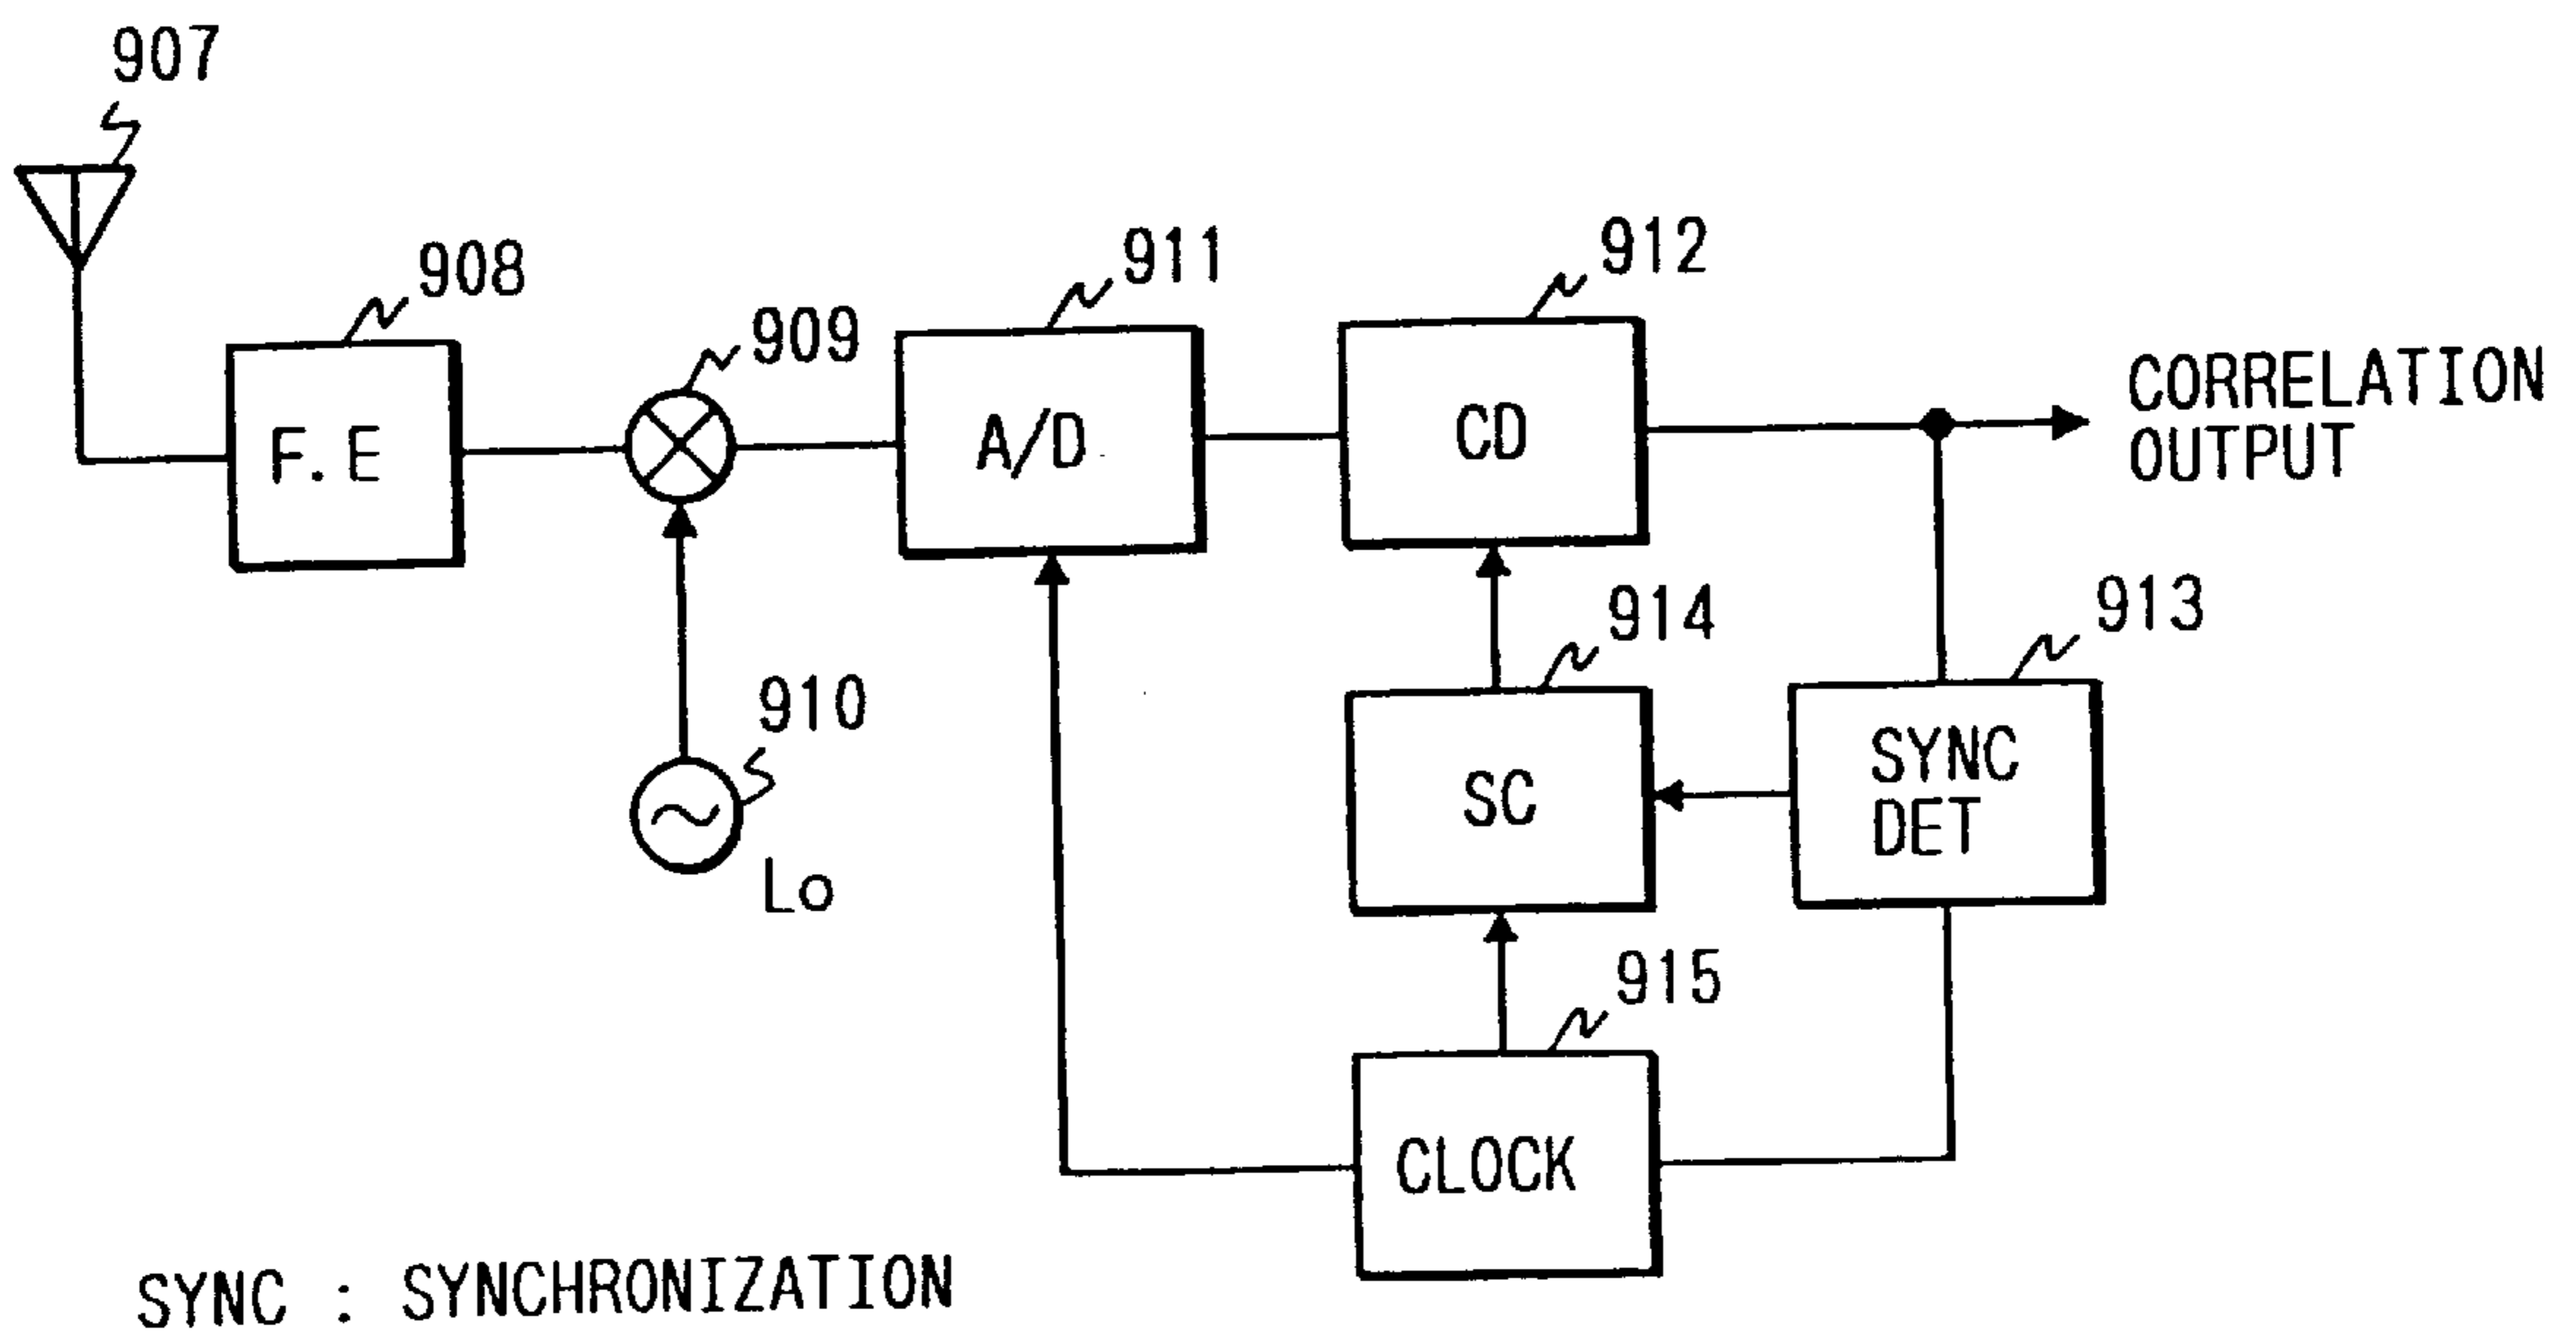 907
908
909
911
912
F.E
A/D
CD
CORRELATION
OUTPUT
910
Lo
914
913
SC
SYNC
DET
915
CLOCK
SYNC : SYNCHRONIZATION